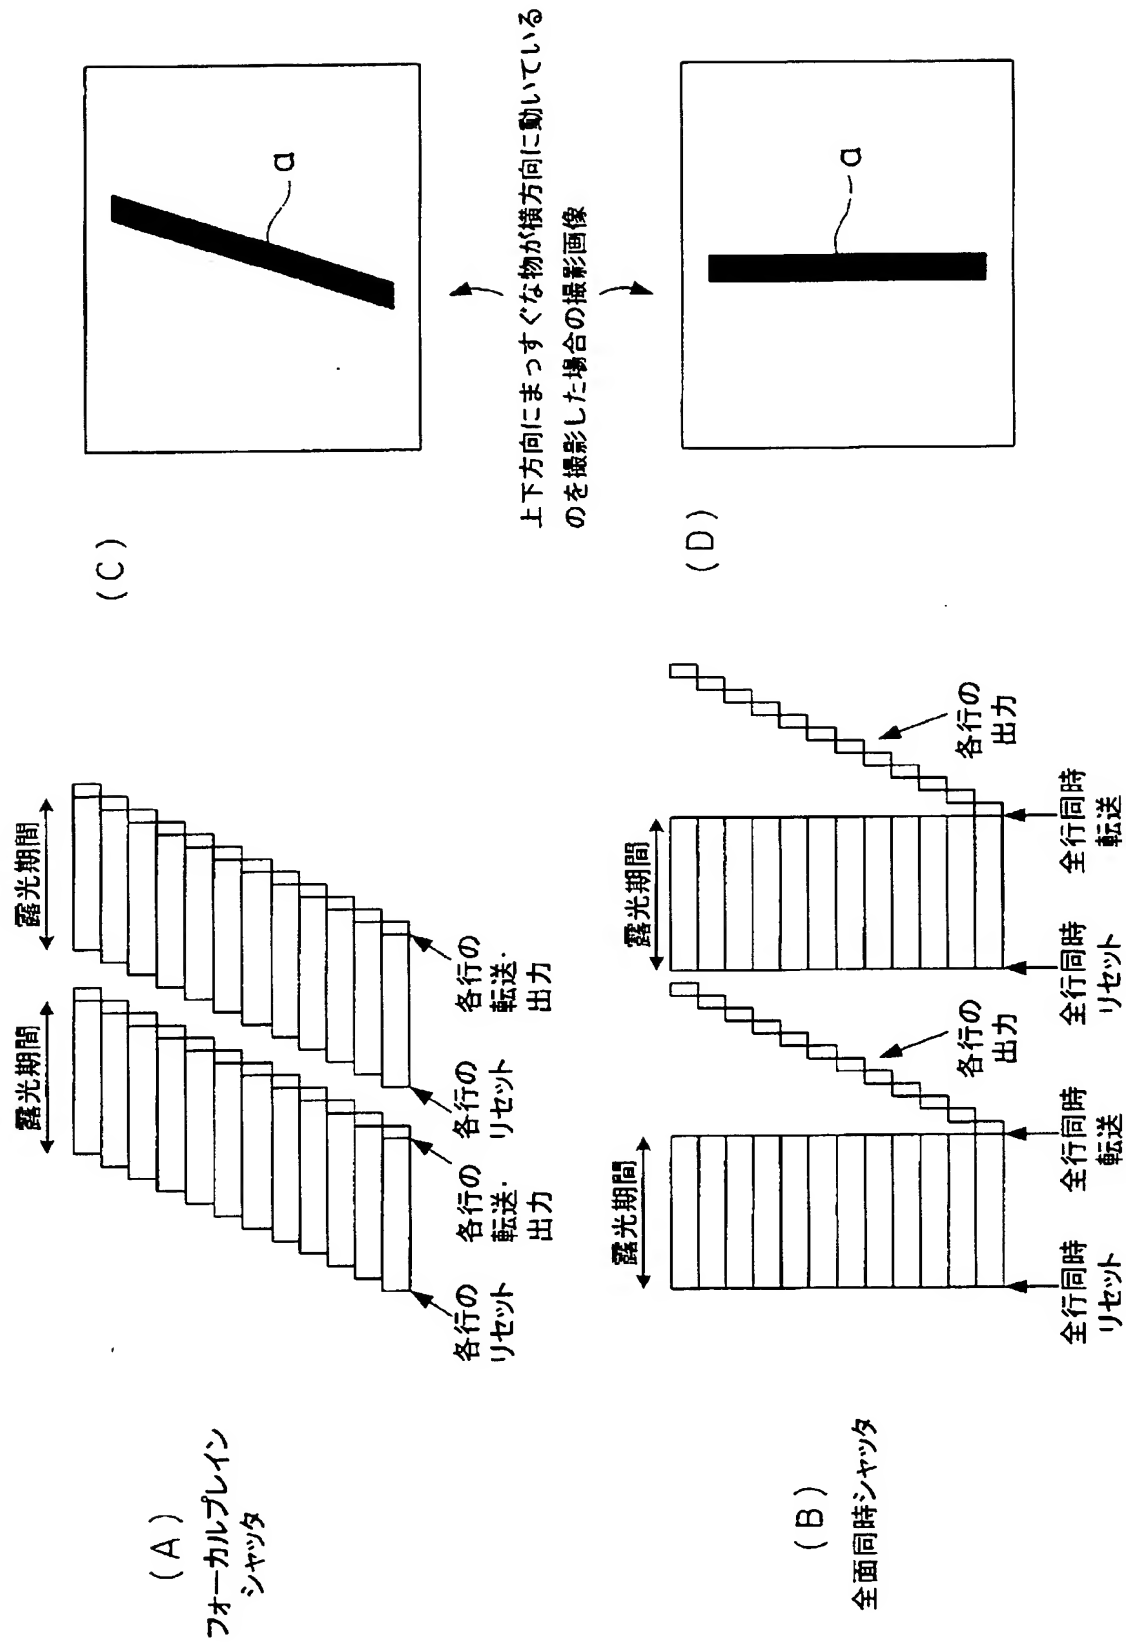 (A)
フォーカルプレイン
シャッタ
露光期間
露光期間
各行の
リセット
各行の
転送・
出力
各行の
リセット
各行の
転送・
出力
(C)
a
上下方向にまっすぐな物が横方向に動いている
のを撮影した場合の撮影画像
(B)
全面同時シャッタ
露光期間
露光期間
全行同時
リセット
全行同時
転送
各行の
出力
全行同時
リセット
全行同時
転送
各行の
出力
(D)
a